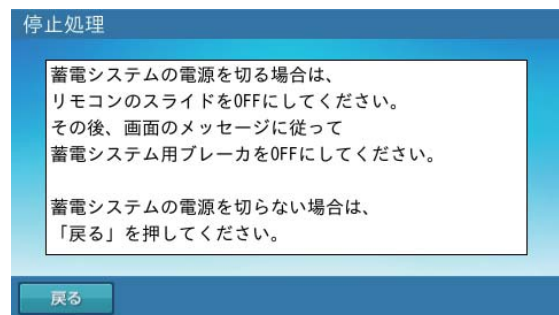 停止処理
蓄電システムの電源を切る場合は、
リモコンのスライドをOFFにしてください。
その後、画面のメッセージに従って
蓄電システム用ブレーカをOFFにしてください。
蓄電システムの電源を切らない場合は、
「戻る」を押してください。
戻る